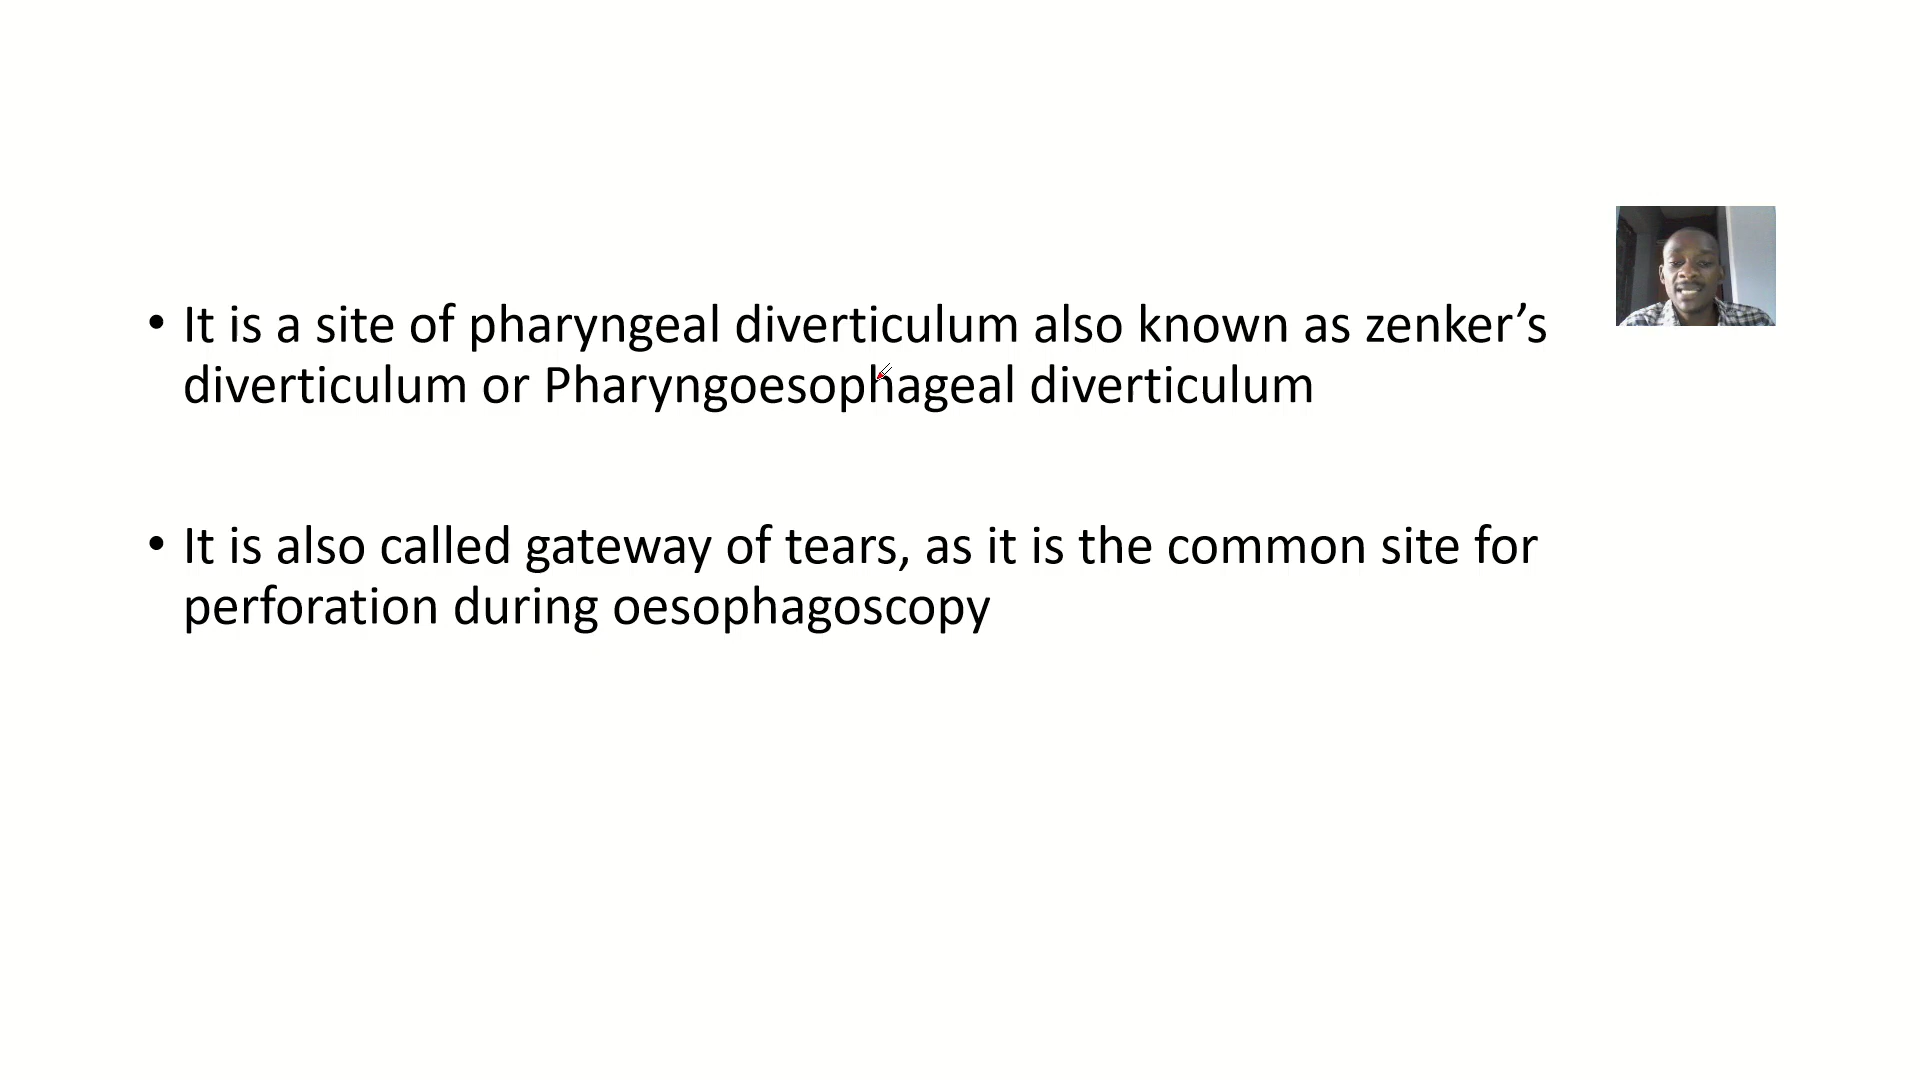 • It is a site of pharyngeal diverticulum also known as zenker’s
diverticulum or Pharyngoesophageal diverticulum
• It is also called gateway of tears, as it is the common site for
perforation during oesophagoscopy